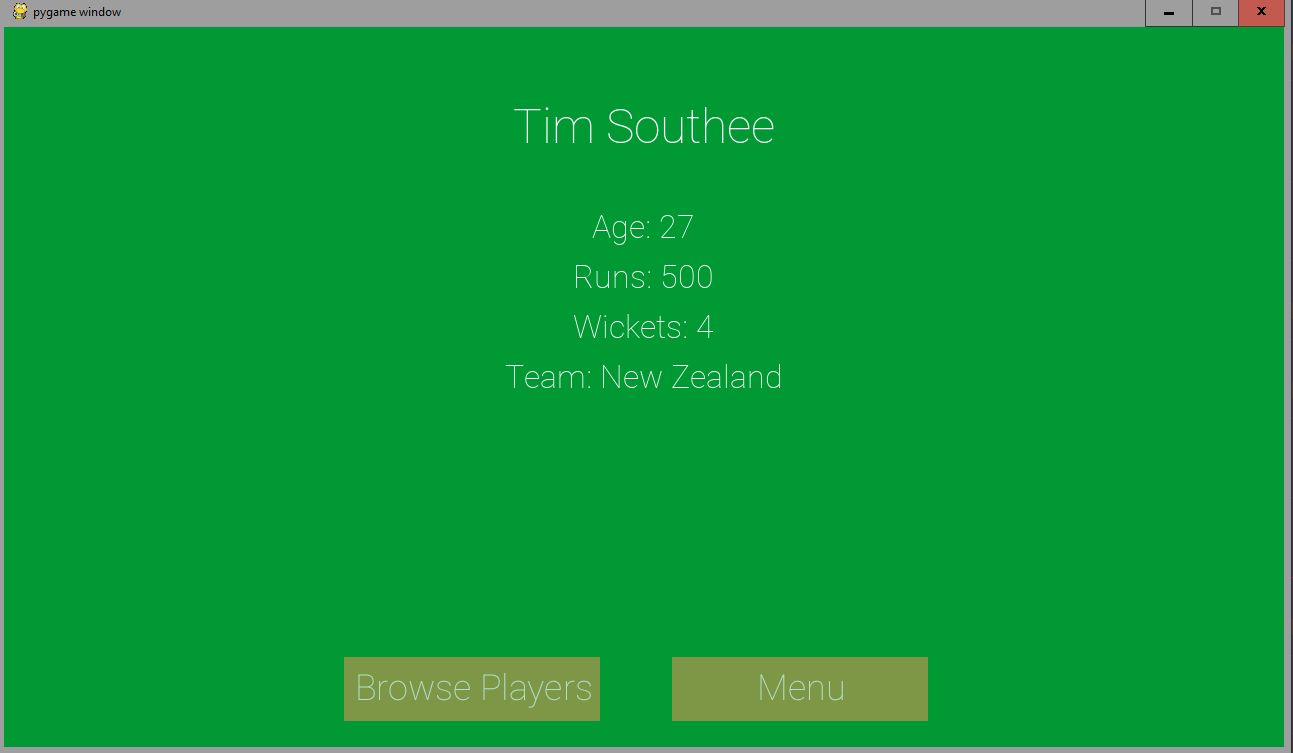 pygame window
Tim Southee
Age: 27
Runs: 500
Wickets: 4
Team: New Zealand
Browse Players
Menu